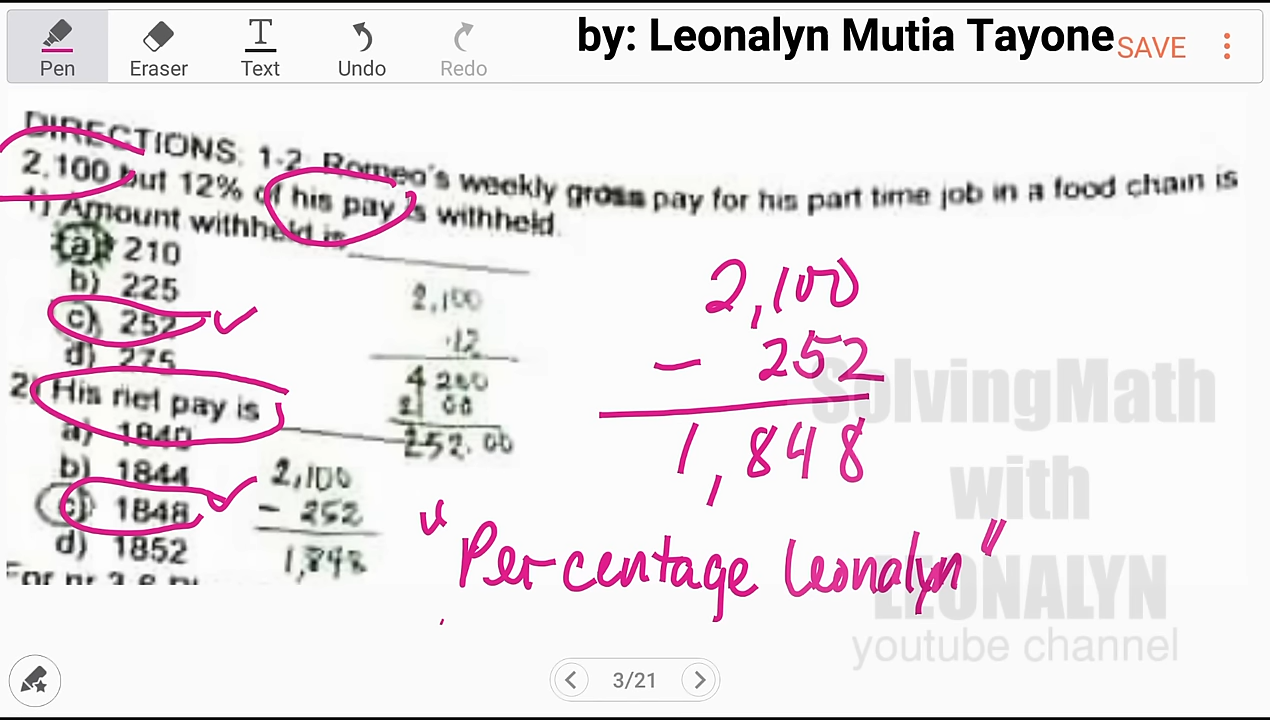 by: Leonalyn Mutia Tayone
SAVE
Pen Eraser Text Undo Redo
DIRECTIONS: 1-2. Romeo's weekly gross pay for his part time job in a food chain is
2,100 but 12% of his pay is withheld.
1) Amount withheld is
a) 210
b) 225
c) 252
d) 275
2,100
.12
4 200
21 00
252.00
2) His net pay is
a) 1840
b) 1844
c) 1848
d) 1852
2,100
- 252
1,848
2,100
- 252
1,848
"Percentage Leonalyn"
SolvingMath
with
LEONALYN
youtube channel
3/21